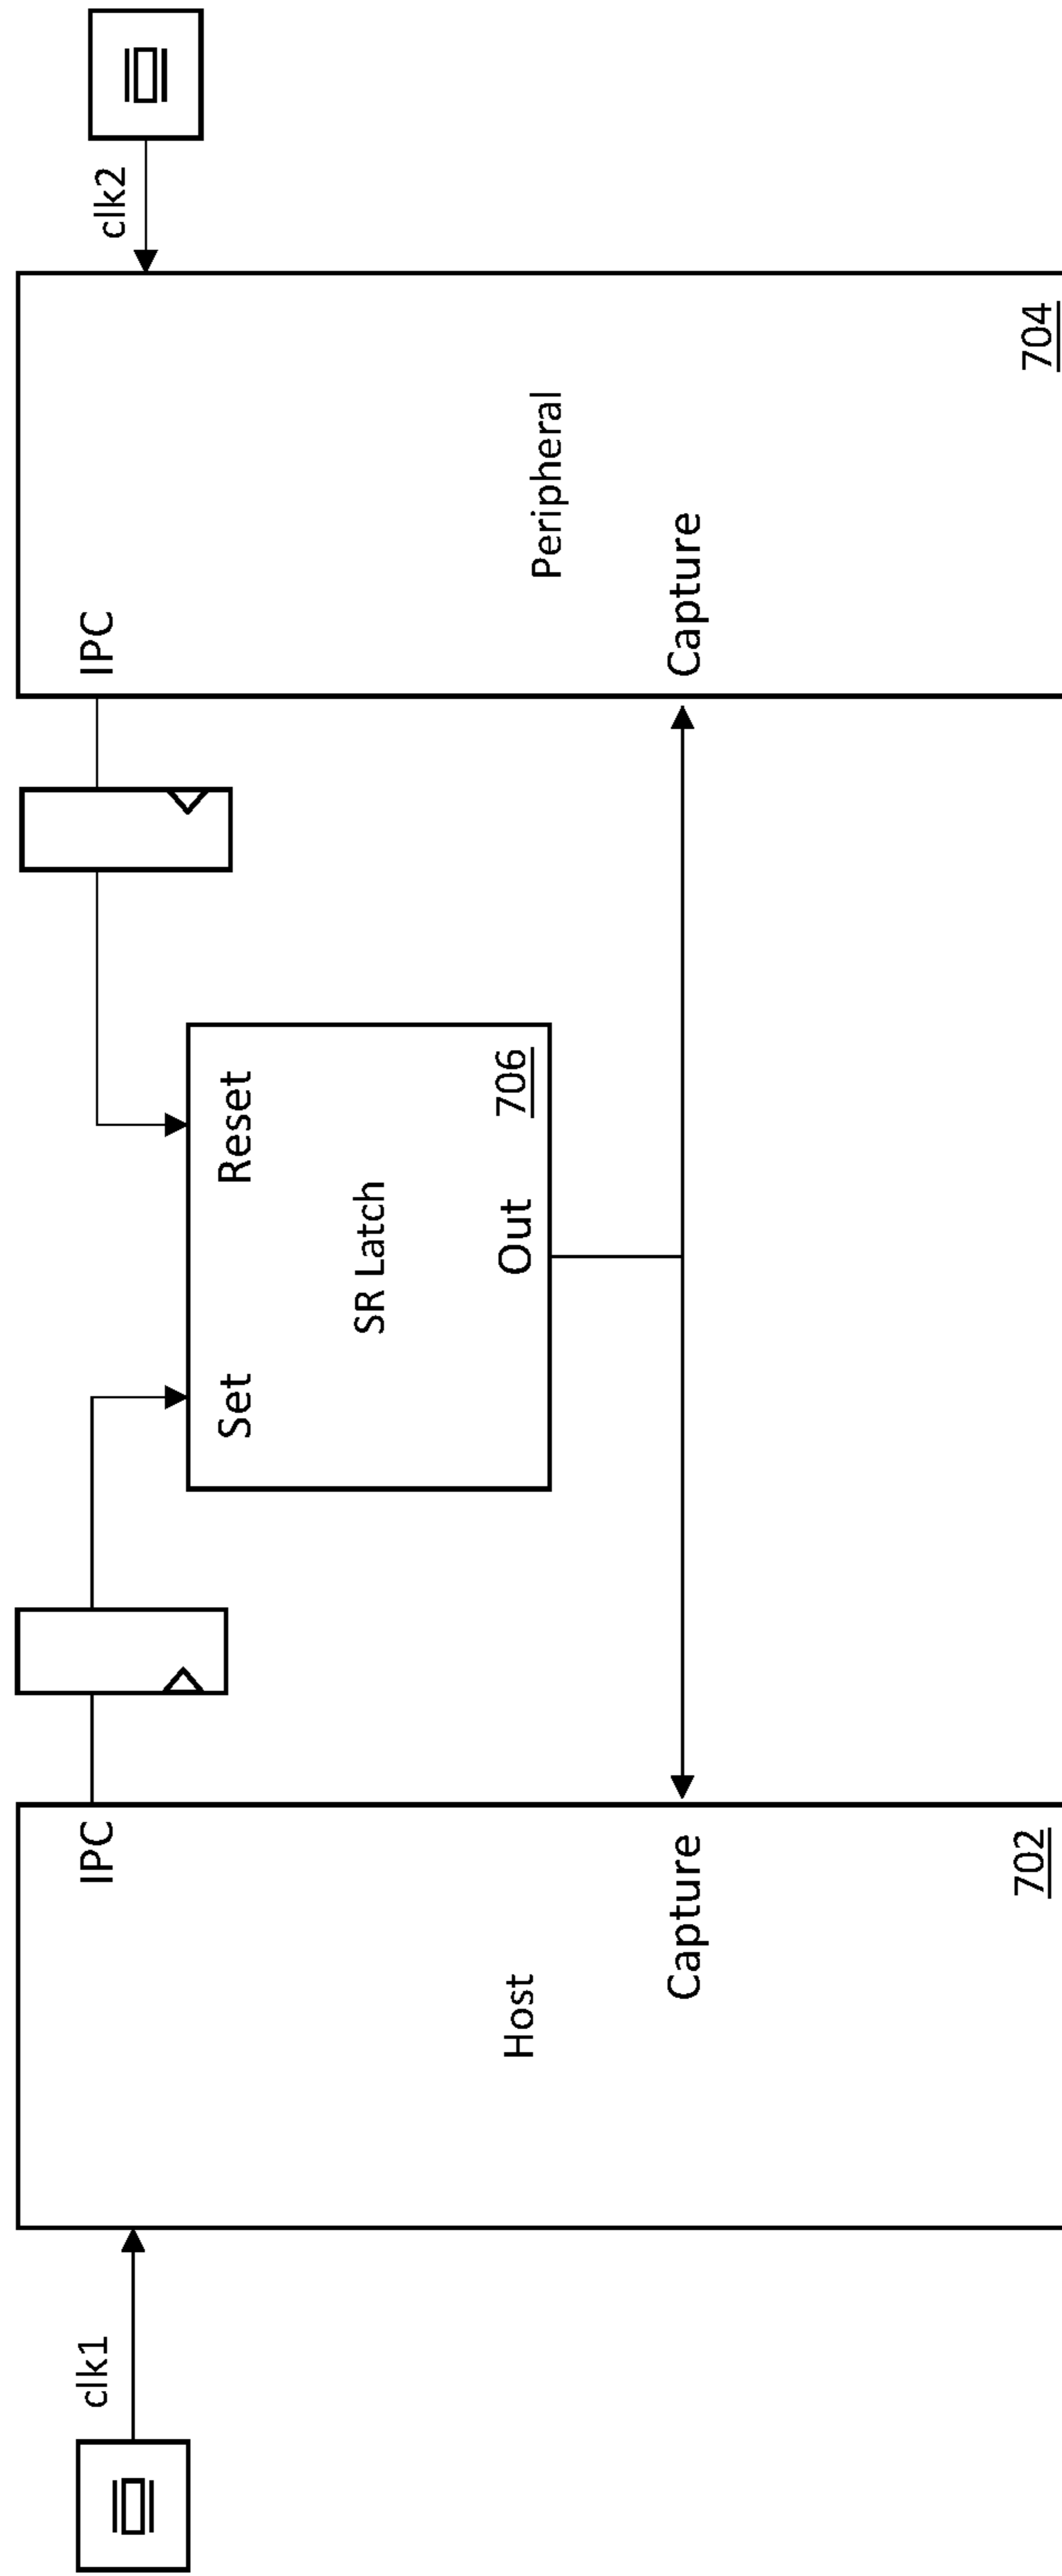 clk1
clk2
IPC
IPC
Set
Reset
SR Latch
Host
Peripheral
Out
706
Capture
Capture
702
704